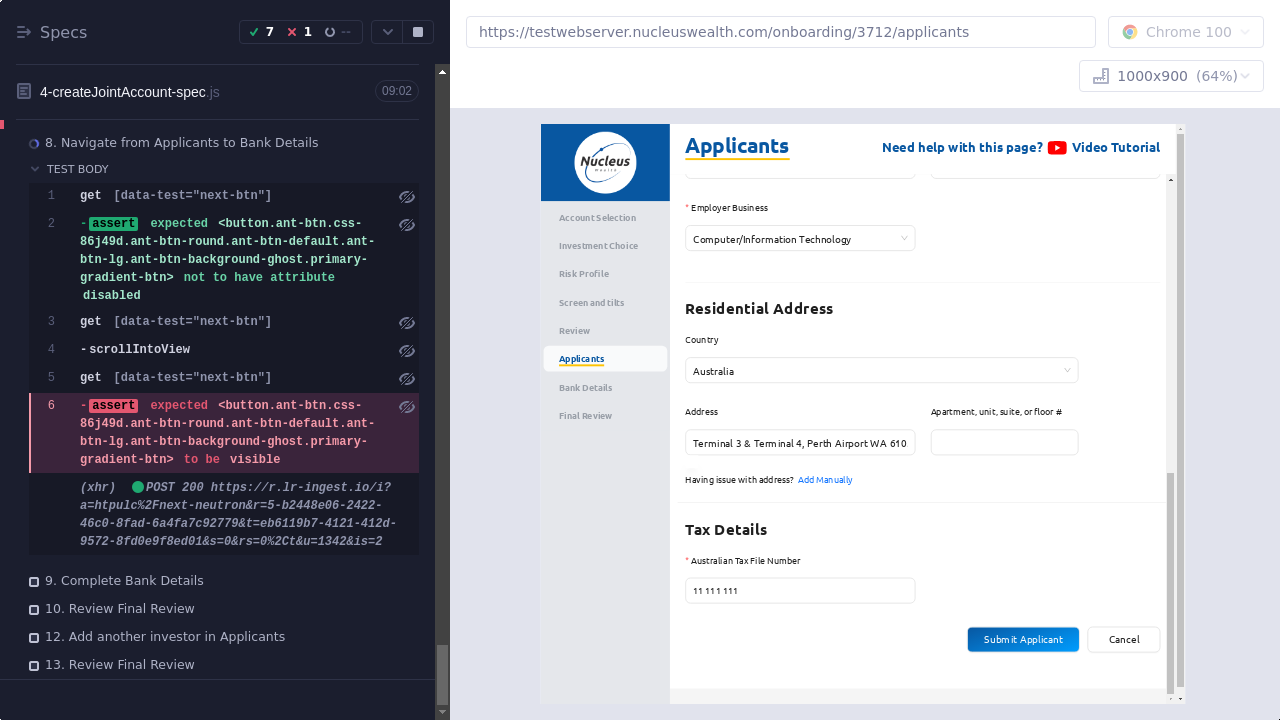 Specs
7
1
--
4-createJointAccount-spec.js
09:02
8. Navigate from Applicants to Bank Details
TEST BODY
1 get [data-test="next-btn"]
2 -assert expected <button.ant-btn.css-
86j49d.ant-btn-round.ant-btn-default.ant-
btn-lg.ant-btn-background-ghost.primary-
gradient-btn> not to have attribute
disabled
3 get [data-test="next-btn"]
4 -scrollIntoView
5 get [data-test="next-btn"]
6 -assert expected <button.ant-btn.css-
86j49d.ant-btn-round.ant-btn-default.ant-
btn-lg.ant-btn-background-ghost.primary-
gradient-btn> to be visible
(xhr) POST 200 https://r.lr-ingest.io/i?
a=htpulc%2Fnext-neutron&r=5-b2448e06-2422-
46c0-8fad-6a4fa7c92779&t=eb6119b7-4121-412d-
9572-8fd0e9f8ed01&s=0&rs=0%2Ct&u=1342&is=2
9. Complete Bank Details
10. Review Final Review
12. Add another investor in Applicants
13. Review Final Review
https://testwebserver.nucleuswealth.com/onboarding/3712/applicants
Chrome 100
1000x900 (64%)
Nucleus
Wealth
Account Selection
Investment Choice
Risk Profile
Screen and tilts
Review
Applicants
Bank Details
Final Review
Applicants
Need help with this page? Video Tutorial
* Employer Business
Computer/Information Technology
Residential Address
Country
Australia
Address
Apartment, unit, suite, or floor #
Terminal 3 & Terminal 4, Perth Airport WA 610
Having issue with address? Add Manually
Tax Details
* Australian Tax File Number
11 111 111
Submit Applicant
Cancel